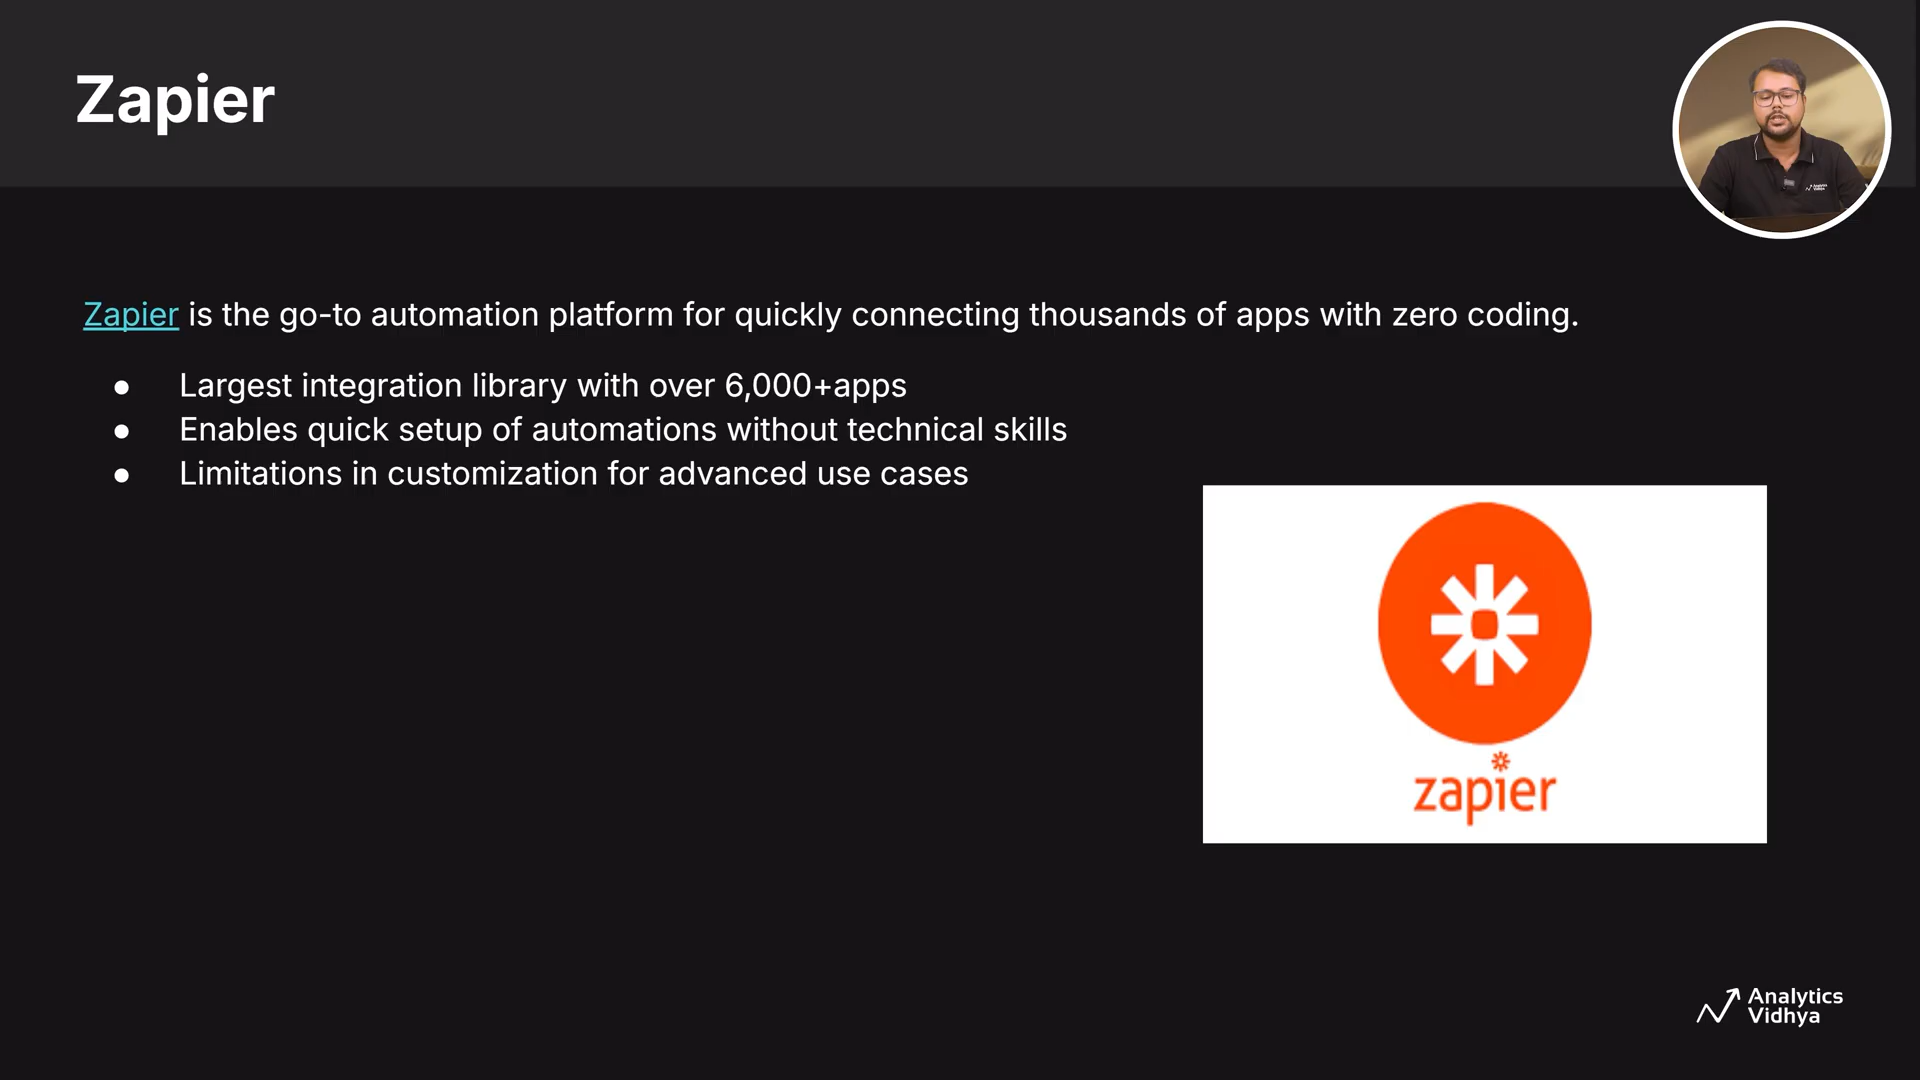 Zapier
Zapier is the go-to automation platform for quickly connecting thousands of apps with zero coding.
● Largest integration library with over 6,000+apps
● Enables quick setup of automations without technical skills
● Limitations in customization for advanced use cases
zapier
Analytics
Vidhya
Analytics
Vidhya